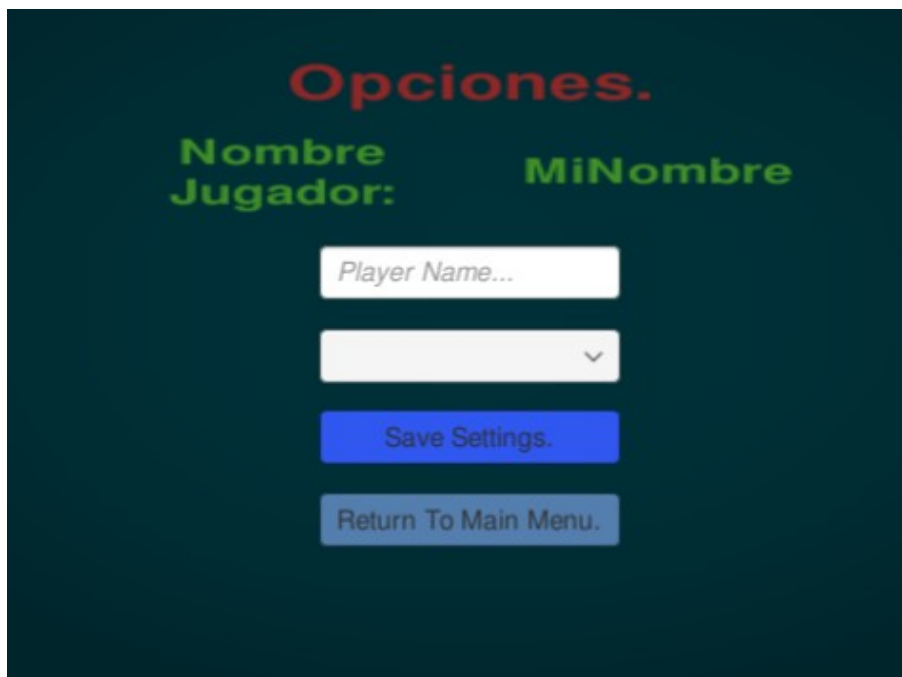 Opciones.
Nombre
Jugador:
MiNombre
Player Name...
Save Settings.
Return To Main Menu.